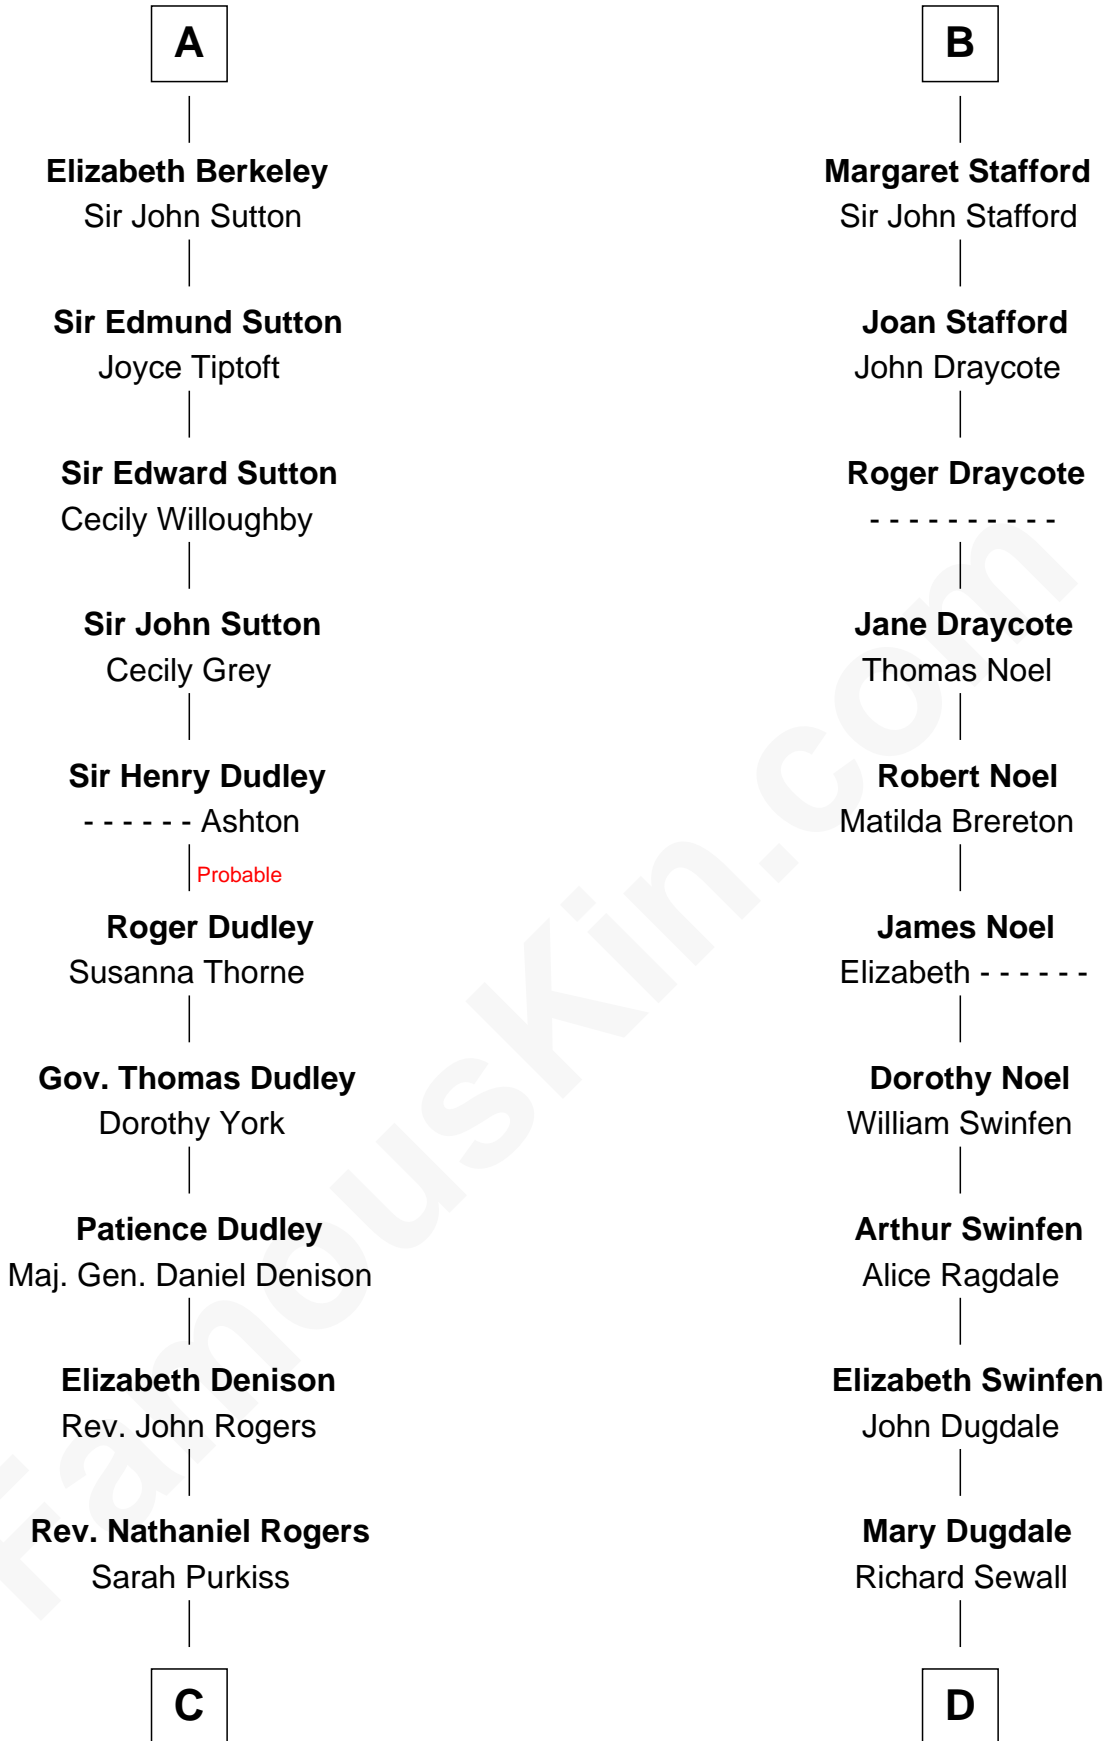 A
Elizabeth Berkeley
Sir John Sutton
Sir Edmund Sutton
Joyce Tiptoft
Sir Edward Sutton
Cecily Willoughby
Sir John Sutton
Cecily Grey
Sir Henry Dudley
- - - - - - Ashton
Probable
Roger Dudley
Susanna Thorne
Gov. Thomas Dudley
Dorothy York
Patience Dudley
Maj. Gen. Daniel Denison
Elizabeth Denison
Rev. John Rogers
Rev. Nathaniel Rogers
Sarah Purkiss
C
B
Margaret Stafford
Sir John Stafford
Joan Stafford
John Draycote
Roger Draycote
- - - - - - - - - -
Jane Draycote
Thomas Noel
Robert Noel
Matilda Brereton
James Noel
Elizabeth - - - - - -
Dorothy Noel
William Swinfen
Arthur Swinfen
Alice Ragdale
Elizabeth Swinfen
John Dugdale
Mary Dugdale
Richard Sewall
D
FamousKin.com